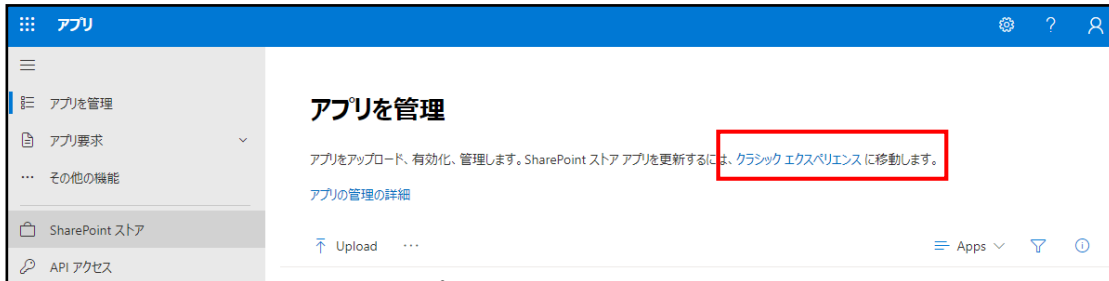 アプリ
アプリを管理
アプリ要求
その他の機能
SharePoint ストア
API アクセス
アプリを管理
アプリをアップロード、有効化、管理します。SharePoint ストア アプリを更新するには、クラシック エクスペリエンス に移動します。
アプリの管理の詳細
Upload
Apps